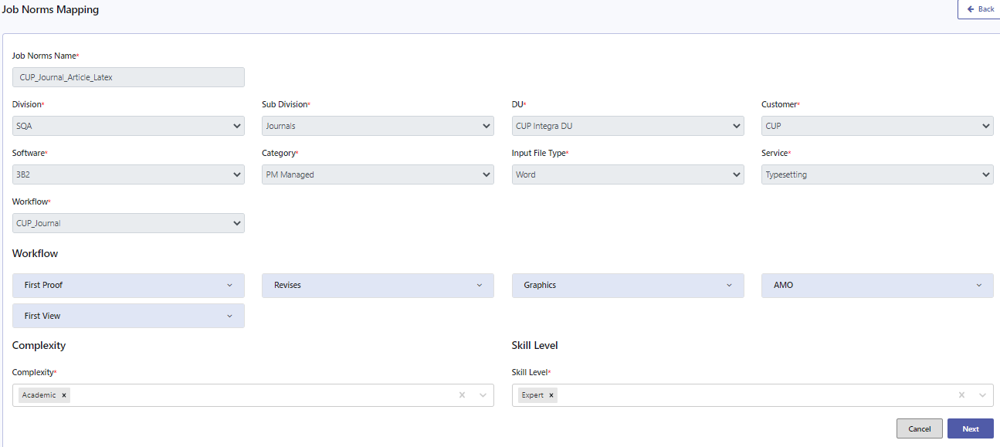 Job Norms Mapping
Back
Job Norms Name*
CUP_Journal_Article_Latex
Division* Sub Division* DU* Customer*
SQA Journals CUP Integra DU CUP
Software* Category* Input File Type* Service*
3B2 PM Managed Word Typesetting
Workflow*
CUP_Journal
Workflow
First Proof Revises Graphics AMO
First View
Complexity Skill Level
Complexity* Skill Level*
Academic × Expert ×
Cancel Next